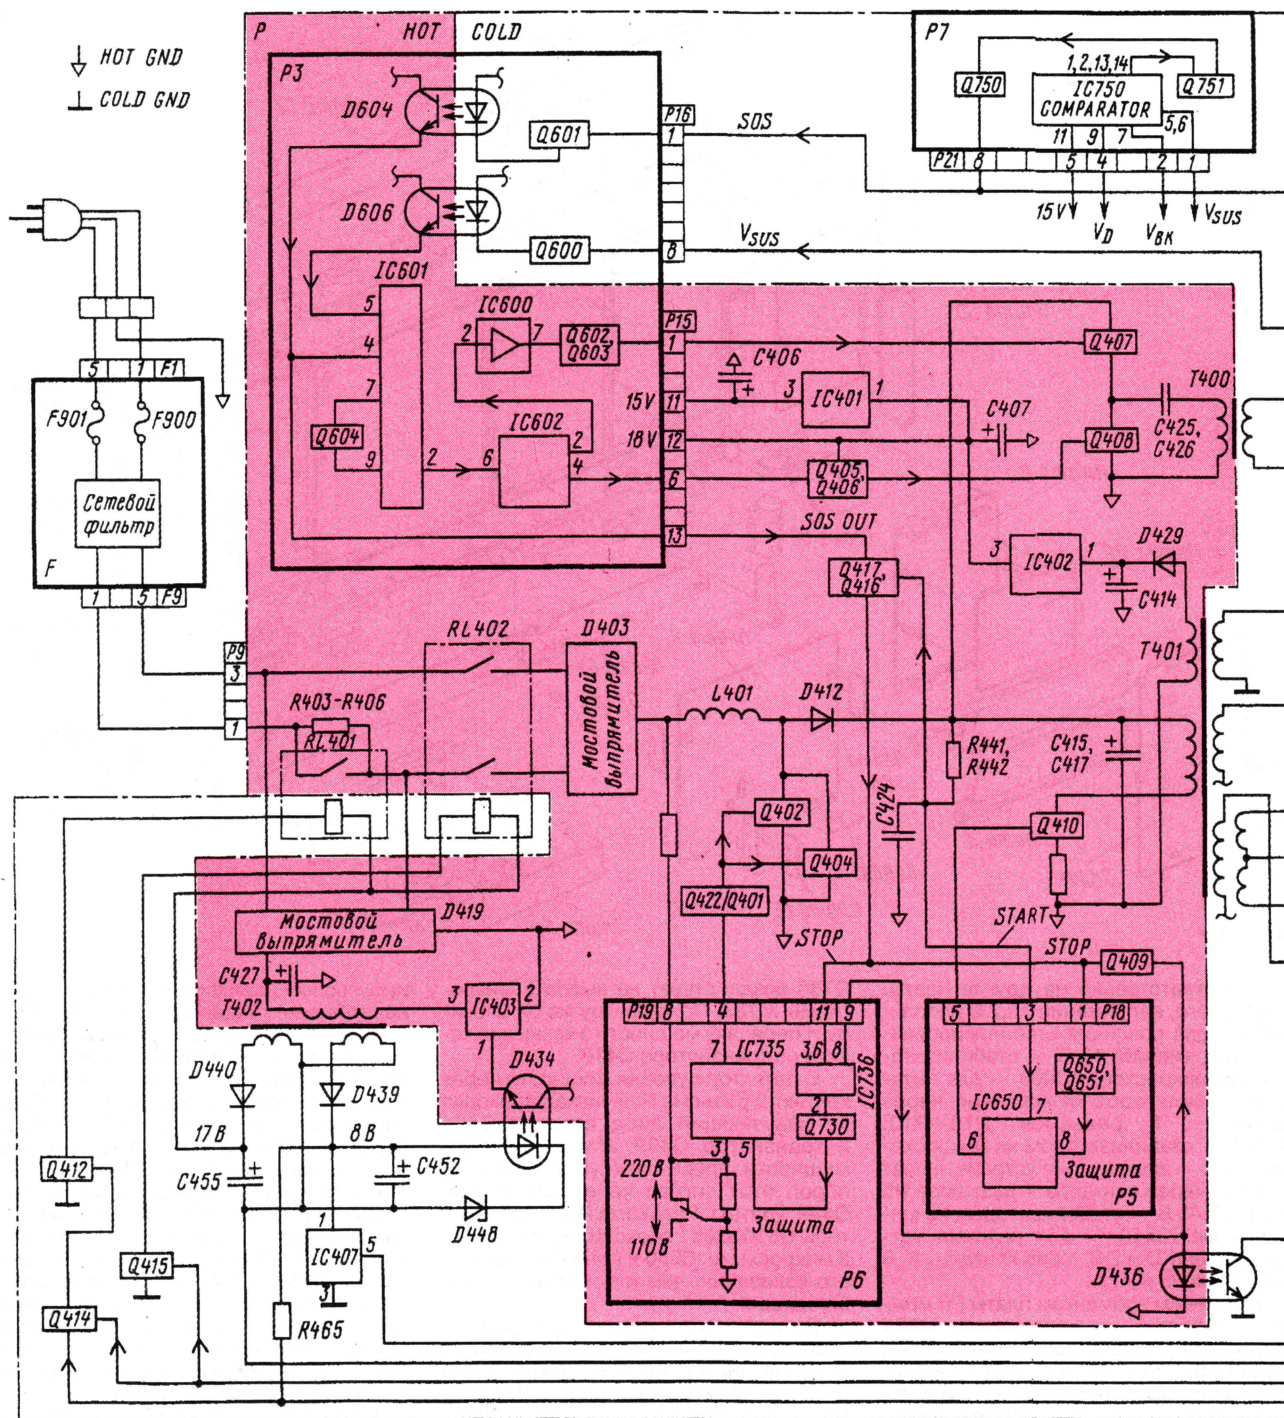 P HOT COLD
P7
HOT GND
COLD GND
P3
D604
Q601
P16
1
SOS
1, 2, 13, 14
Q750
IC750
COMPARATOR
Q751
11 9 7 5,6
P21 8 5 4 2 1
15V VD VBK VSUS
D606
Q600
VSUS
8
IC601
5
4
7
9
2
Q604
IC600
2 7
Q602,
Q603
IC602
6 2
4
P15
1
15V 11
18V 12
6
13
C406
3 IC401 1
C407
Q407
Q408
T400
C425,
C426
Q405,
Q406
SOS OUT
Q417,
Q416
3 IC402 1
D429
C414
T401
5 1 F1
F901 F900
Сетевой
фильтр
F
1 5 F9
P9
3
1
RL402
D403
Мостовой
выпрямитель
R403-R406
RL401
L401
D412
R441,
R442
C415,
C417
C424
Q402
Q404
Q410
Q422/Q401
START
STOP
STOP
Q409
Мостовой
выпрямитель
D419
C427
T402
3 IC403 2
1
D434
P19 8 4 11 9
7 IC735
3 5
3,6 8
IC736
2
Q730
5 3 1 P18
Q650,
Q651
IC650
7
6 8
Защита
P5
D440
D439
17 В
8 В
C455
C452
D448
220 В
110 В
Защита
P6
D436
Q412
Q415
Q414
1
IC407 5
3
R465